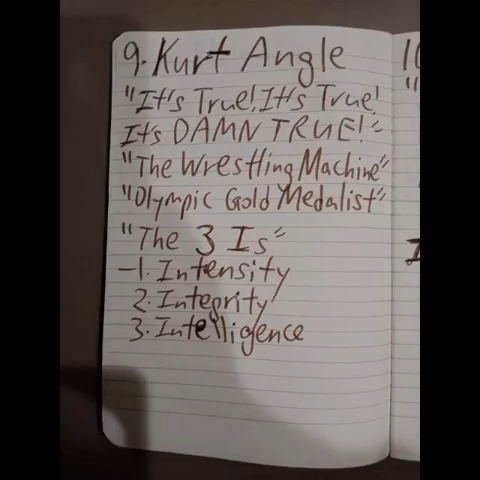 9. Kurt Angle
"It's True! It's True!
It's DAMN TRUE!"
"The Wrestling Machine"
"Olympic Gold Medalist"
"The 3 Is"
-1. Intensity
2. Integrity
3. Intelligence
10
"
I